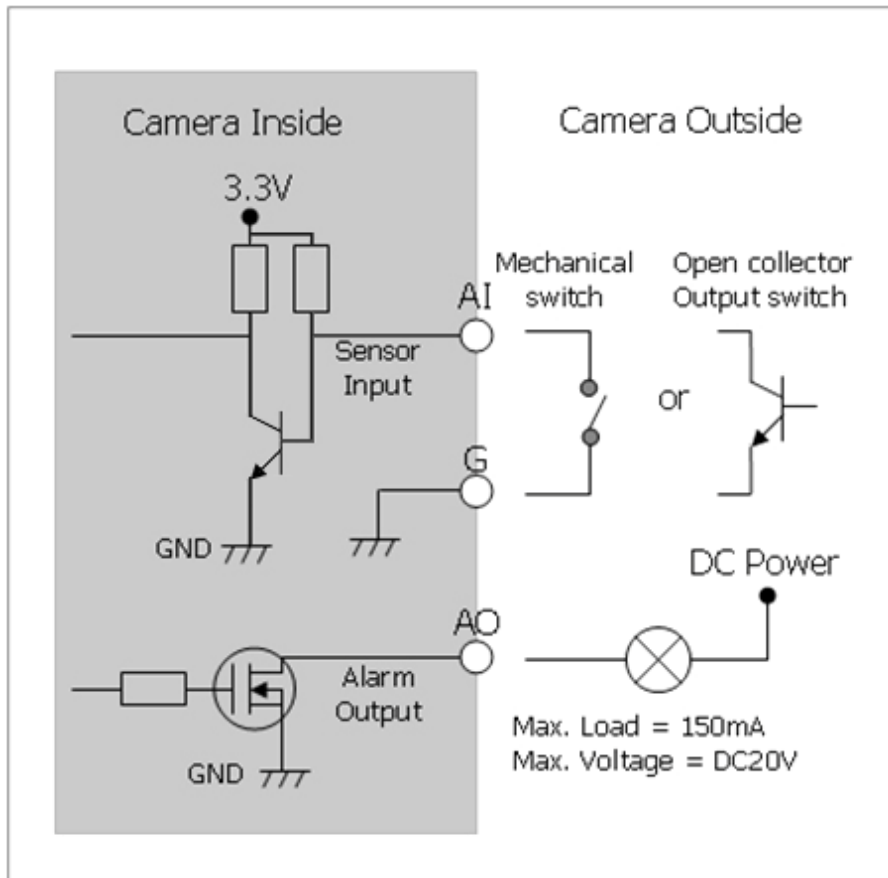 Camera Inside
Camera Outside
3.3V
Mechanical
switch
Open collector
Output switch
AI
Sensor
Input
or
G
GND
DC Power
AO
Alarm
Output
GND
Max. Load = 150mA
Max. Voltage = DC20V